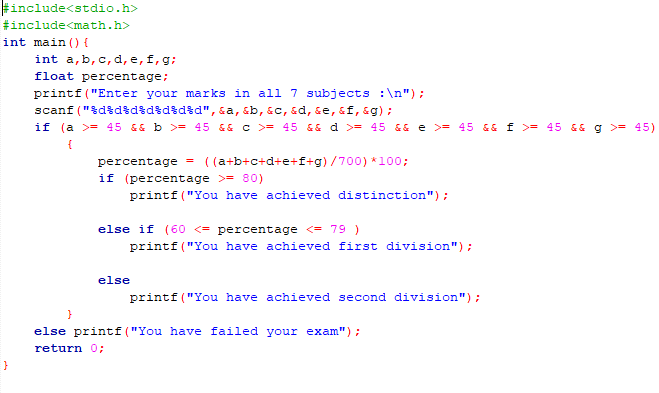 #include<stdio.h>
#include<math.h>
int main(){
    int a,b,c,d,e,f,g;
    float percentage;
    printf("Enter your marks in all 7 subjects :\n");
    scanf("%d%d%d%d%d%d%d",&a,&b,&c,&d,&e,&f,&g);
    if (a >= 45 && b >= 45 && c >= 45 && d >= 45 && e >= 45 && f >= 45 && g >= 45)
        {
            percentage = ((a+b+c+d+e+f+g)/700)*100;
            if (percentage >= 80)
                printf("You have achieved distinction");

            else if (60 <= percentage <= 79 )
                printf("You have achieved first division");

            else
                printf("You have achieved second division");
        }
    else printf("You have failed your exam");
    return 0;
}